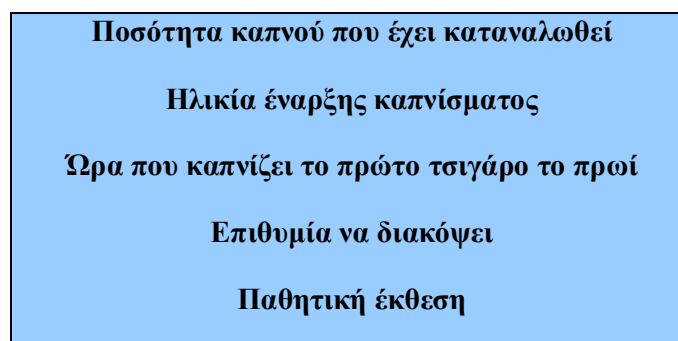 Ποσότητα καπνού που έχει καταναλωθεί
Ηλικία έναρξης καπνίσματος
Ώρα που καπνίζει το πρώτο τσιγάρο το πρωί
Επιθυμία να διακόψει
Παθητική έκθεση